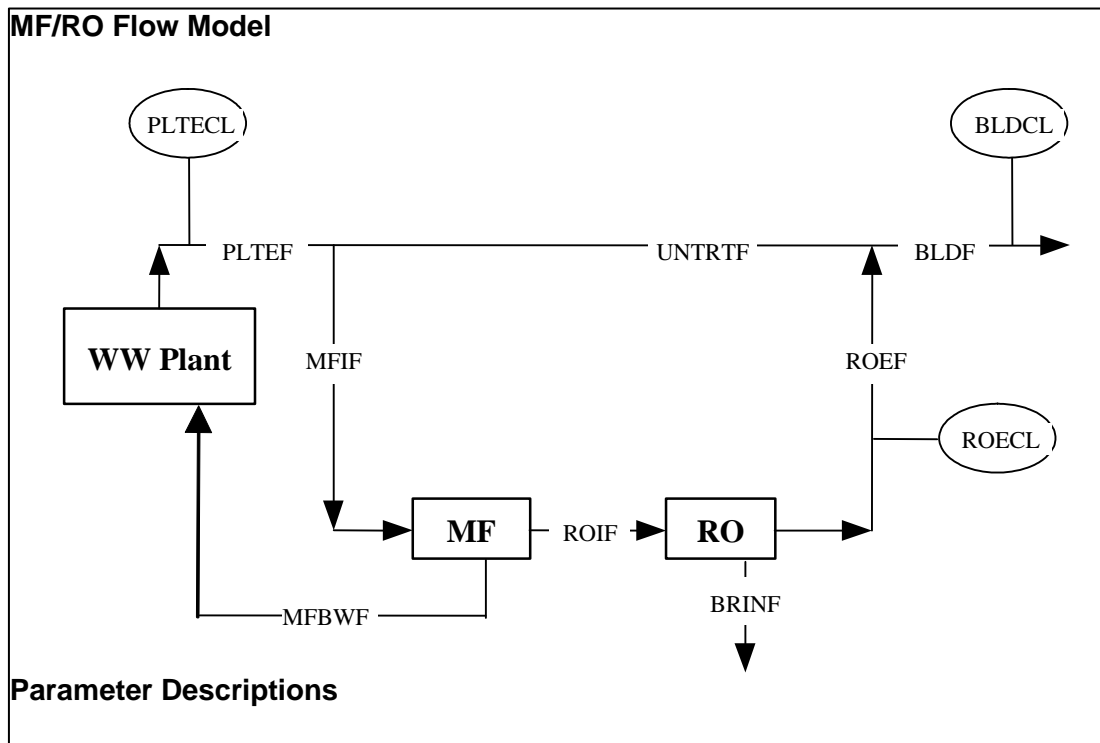 MF/RO Flow Model
PLTECL
BLDCL
PLTEF
UNTRTF
BLDF
WW Plant
MFIF
ROEF
ROECL
MF
ROIF
RO
MFBWF
BRINF
Parameter Descriptions